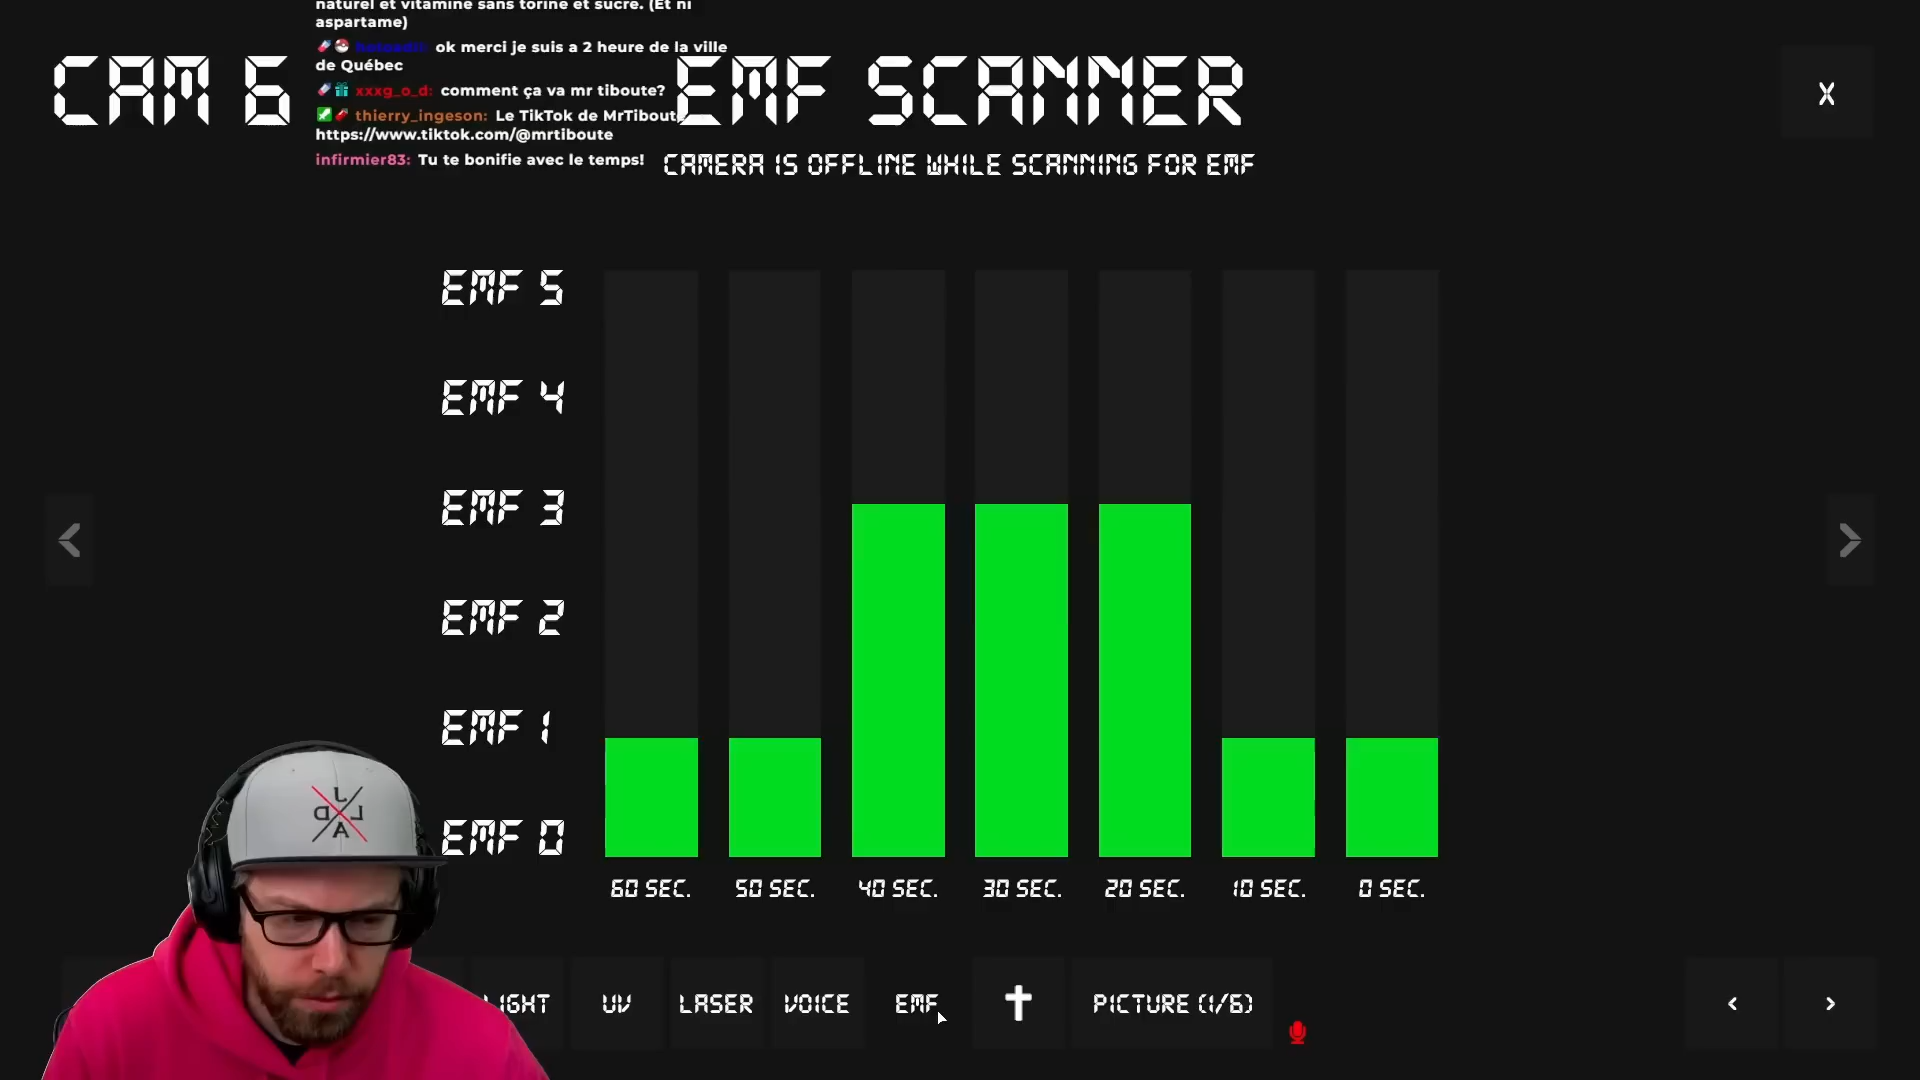 naturel et vitamine sans torine et sucre. (Et ni
aspartame)
ok merci je suis a 2 heure de la ville
de Québec
xxxg_o_d: comment ça va mr tiboute?
thierry_ingeson: Le TikTok de MrTiboute
https://www.tiktok.com/@mrtiboute
infirmier83: Tu te bonifie avec le temps!
CAM 6
EMF SCANNER
X
CAMERA IS OFFLINE WHILE SCANNING FOR EMF
EMF 5
EMF 4
EMF 3
<
>
EMF 2
EMF 1
EMF 0
60 SEC. 50 SEC. 40 SEC. 30 SEC. 20 SEC. 10 SEC. 0 SEC.
J L A D
LIGHT UV LASER VOICE EMF PICTURE (1/6) < >